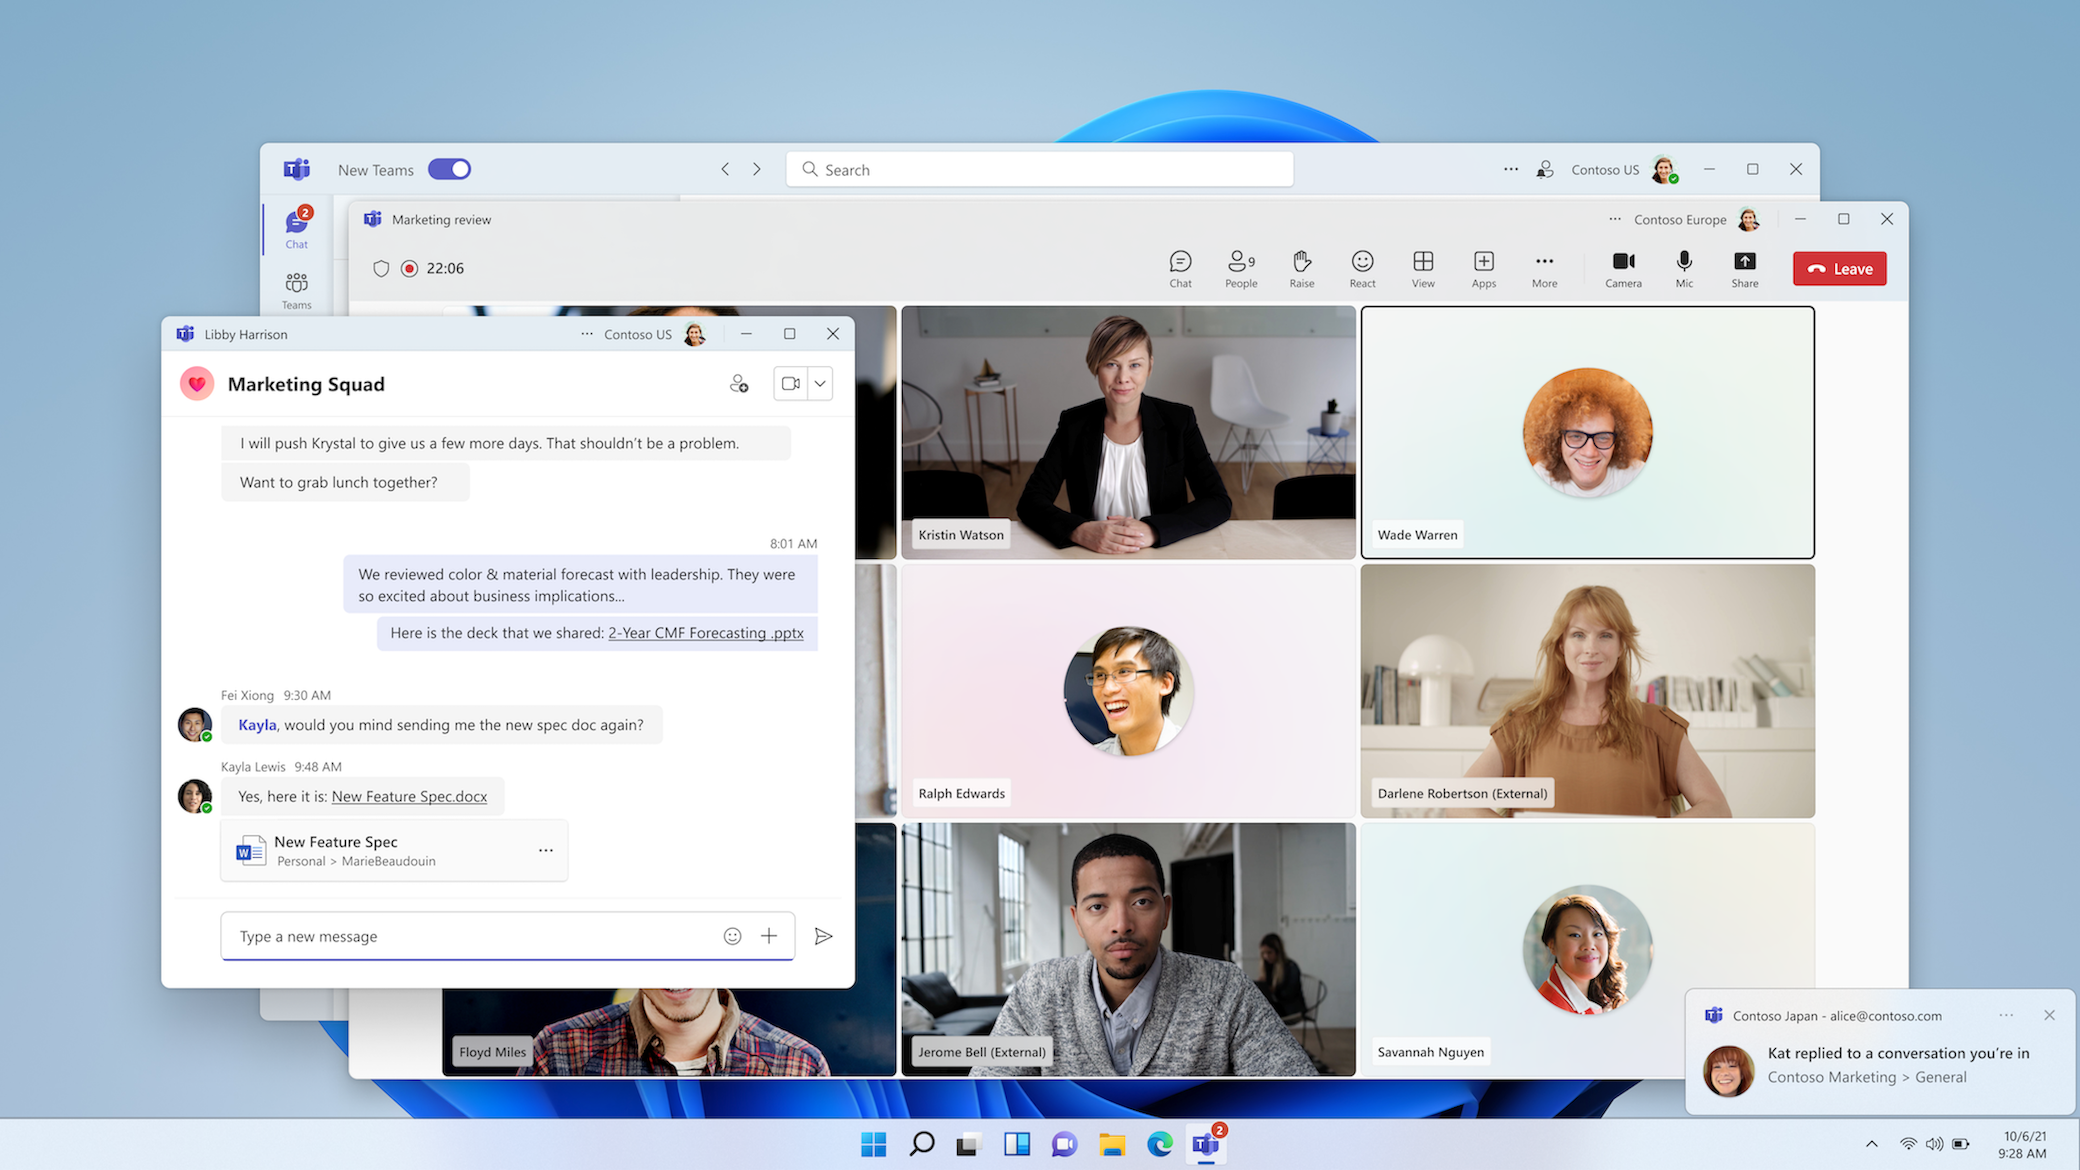 New Teams
Search
Contoso US
2
Chat
Teams
Marketing review
Contoso Europe
22:06
Chat
People
9
Raise
React
View
Apps
More
Camera
Mic
Share
Leave
Libby Harrison
Contoso US
Marketing Squad
I will push Krystal to give us a few more days. That shouldn't be a problem.
Want to grab lunch together?
8:01 AM
We reviewed color & material forecast with leadership. They were
so excited about business implications...
Here is the deck that we shared: 2-Year CMF Forecasting .pptx
Fei Xiong 9:30 AM
Kayla, would you mind sending me the new spec doc again?
Kayla Lewis 9:48 AM
Yes, here it is: New Feature Spec.docx
W
New Feature Spec
Personal > MarieBeaudouin
Type a new message
Kristin Watson
Wade Warren
Ralph Edwards
Darlene Robertson (External)
Floyd Miles
Jerome Bell (External)
Savannah Nguyen
Contoso Japan - alice@contoso.com
Kat replied to a conversation you're in
Contoso Marketing > General
2
10/6/21
9:28 AM